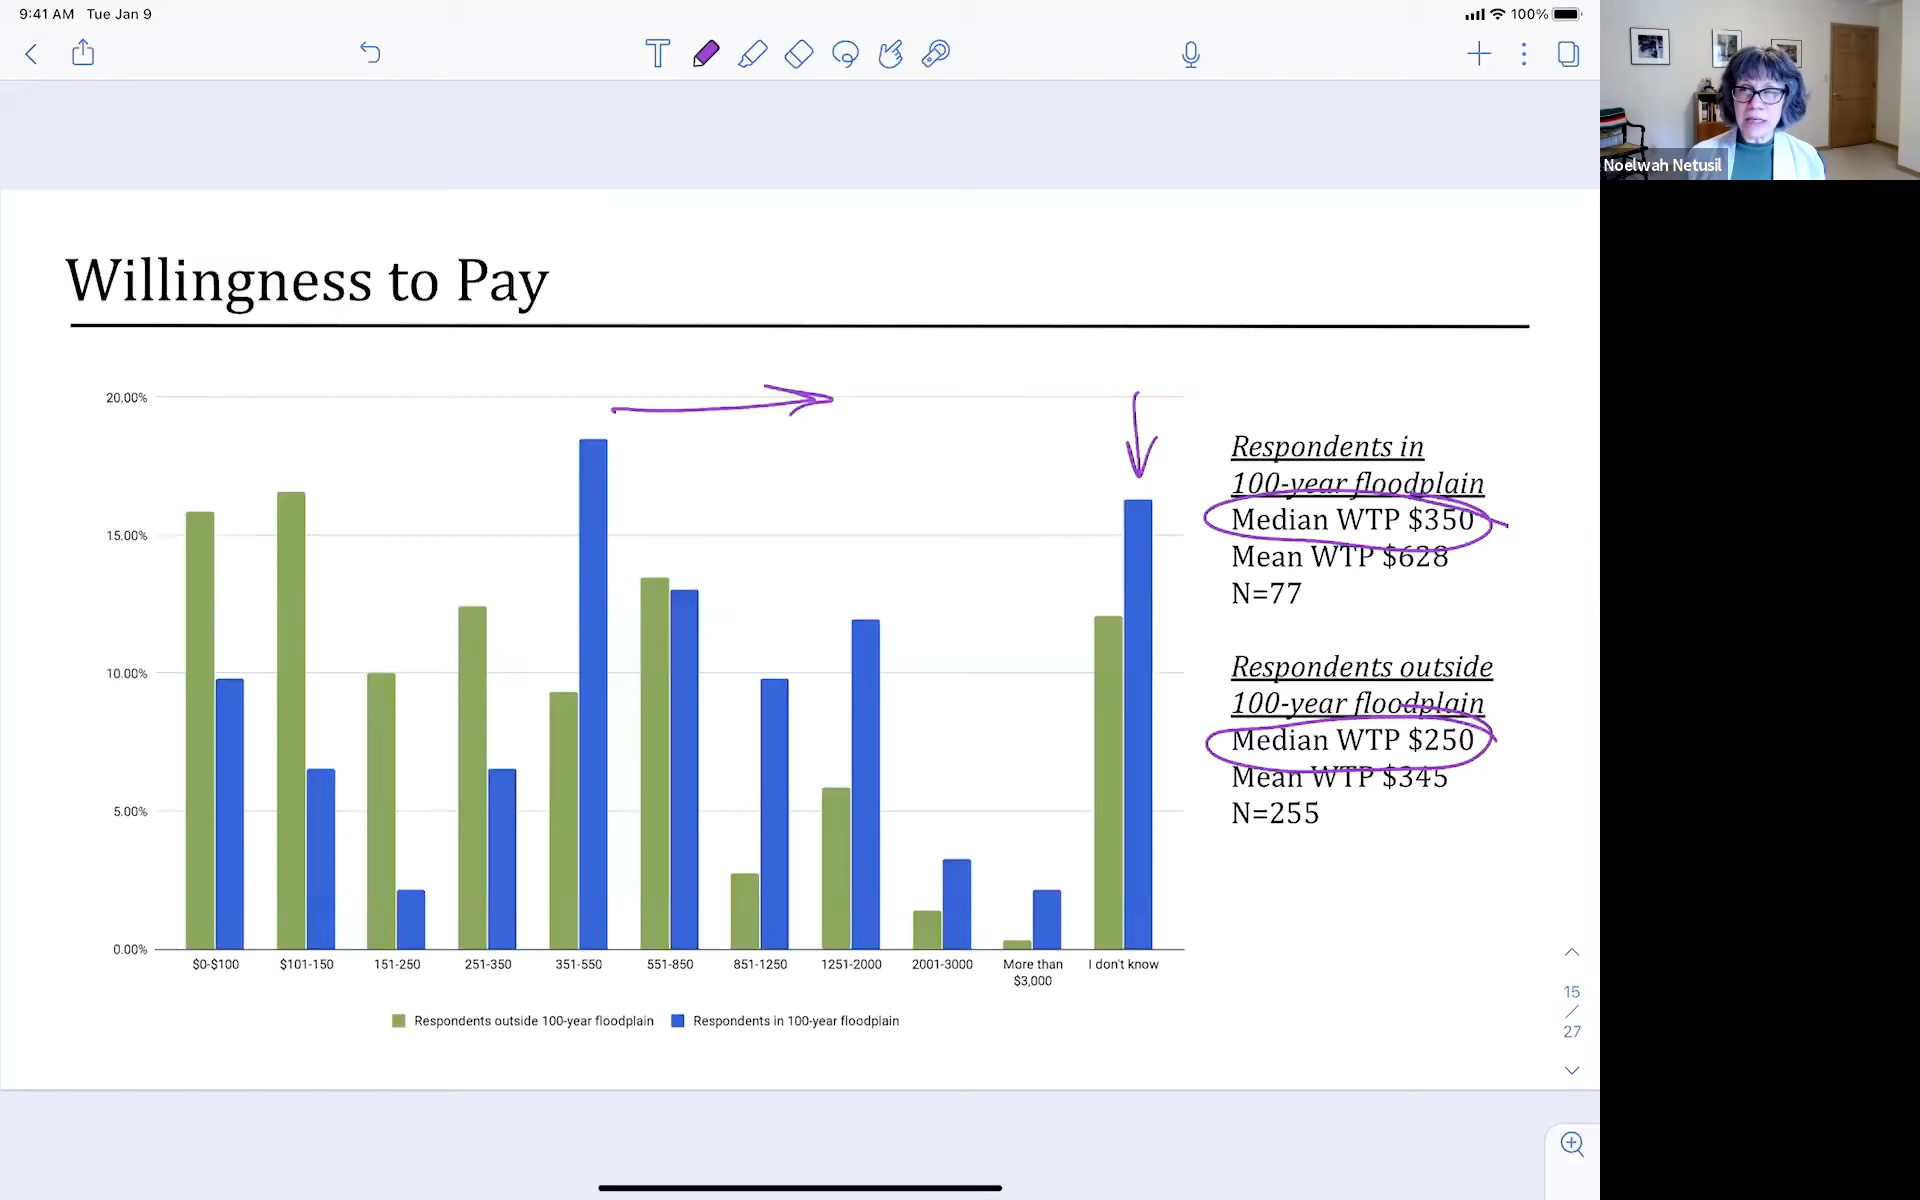 9:41 AM Tue Jan 9
100%
Noelwah Netusil
Willingness to Pay
20.00%
15.00%
10.00%
5.00%
0.00%
$0-$100
$101-150
151-250
251-350
351-550
551-850
851-1250
1251-2000
2001-3000
More than
$3,000
I don't know
Respondents outside 100-year floodplain
Respondents in 100-year floodplain
Respondents in
100-year floodplain
Median WTP $350
Mean WTP $628
N=77
Respondents outside
100-year floodplain
Median WTP $250
Mean WTP $345
N=255
15
/
27